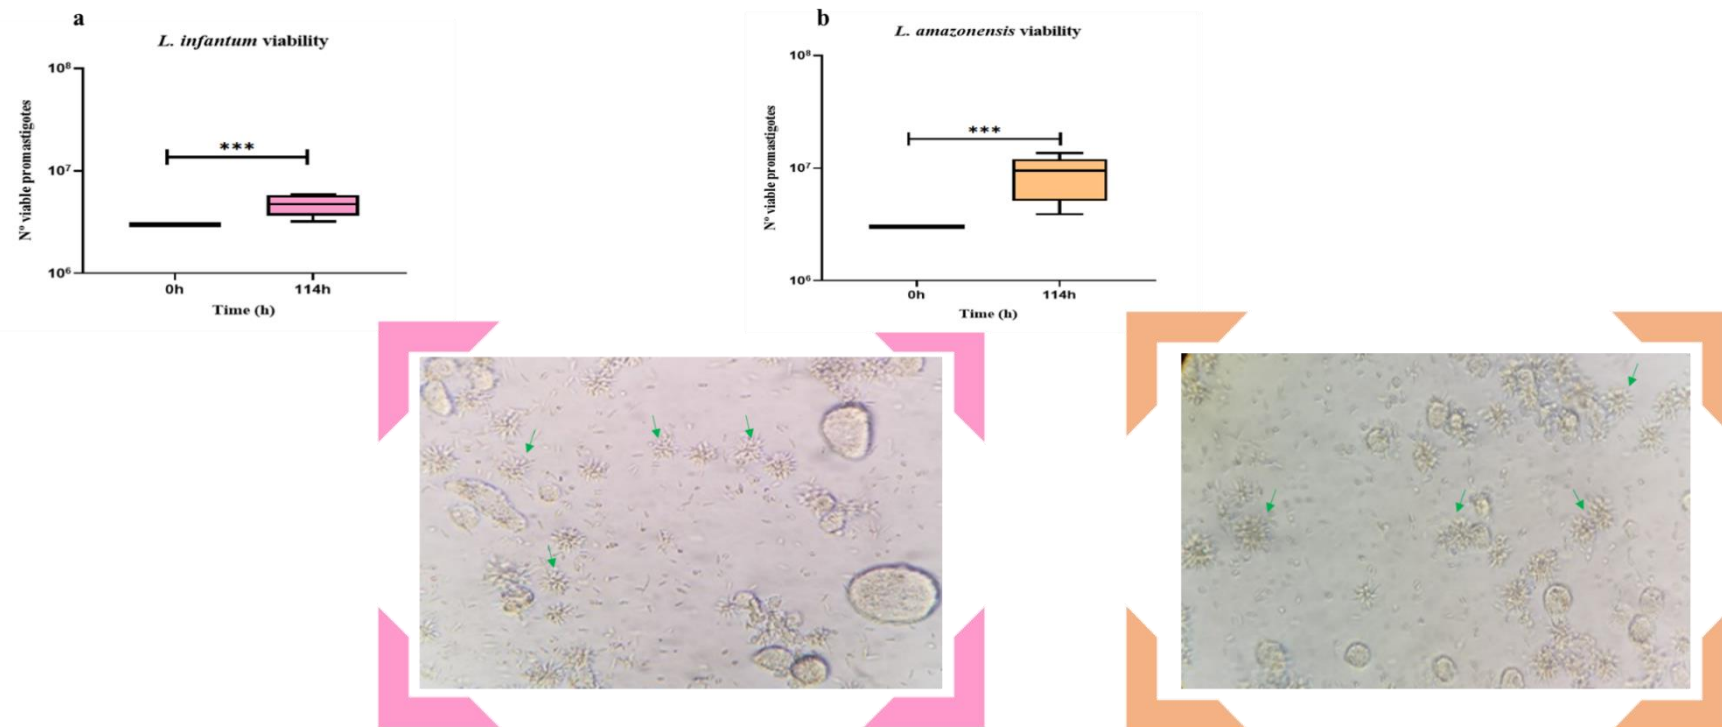 a
L. infantum viability
Nº viable promastigotes
10⁸
10⁷
10⁶
***
0h
114h
Time (h)
b
L. amazonensis viability
Nº viable promastigotes
10⁸
10⁷
10⁶
***
0h
114h
Time (h)